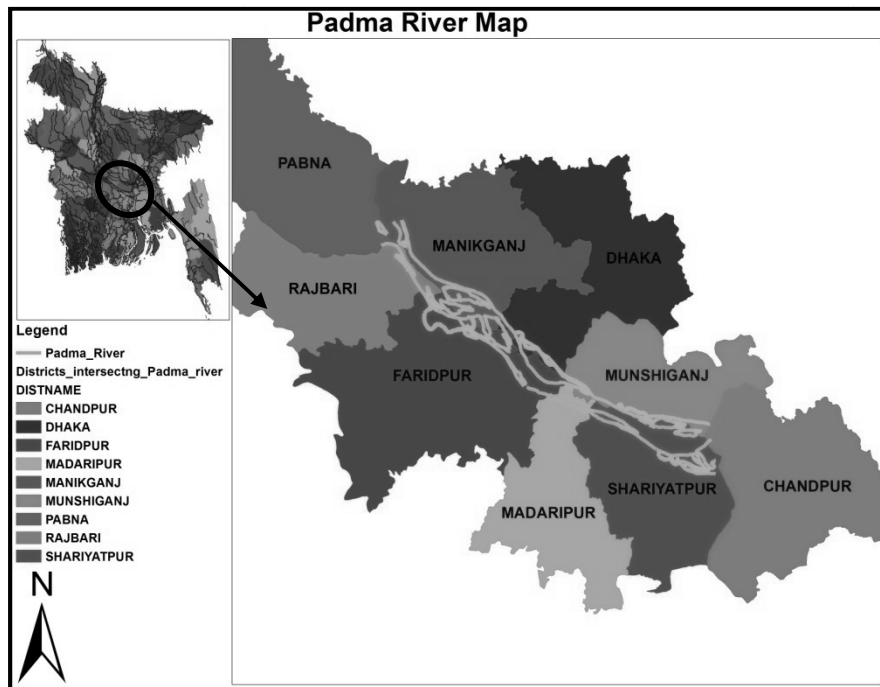 Padma River Map
PABNA
MANIKGANJ
DHAKA
RAJBARI
FARIDPUR
MUNSHIGANJ
MADARIPUR
SHARIYATPUR
CHANDPUR
Legend
Padma_River
Districts_intersectng_Padma_river
DISTNAME
CHANDPUR
DHAKA
FARIDPUR
MADARIPUR
MANIKGANJ
MUNSHIGANJ
PABNA
RAJBARI
SHARIYATPUR
N